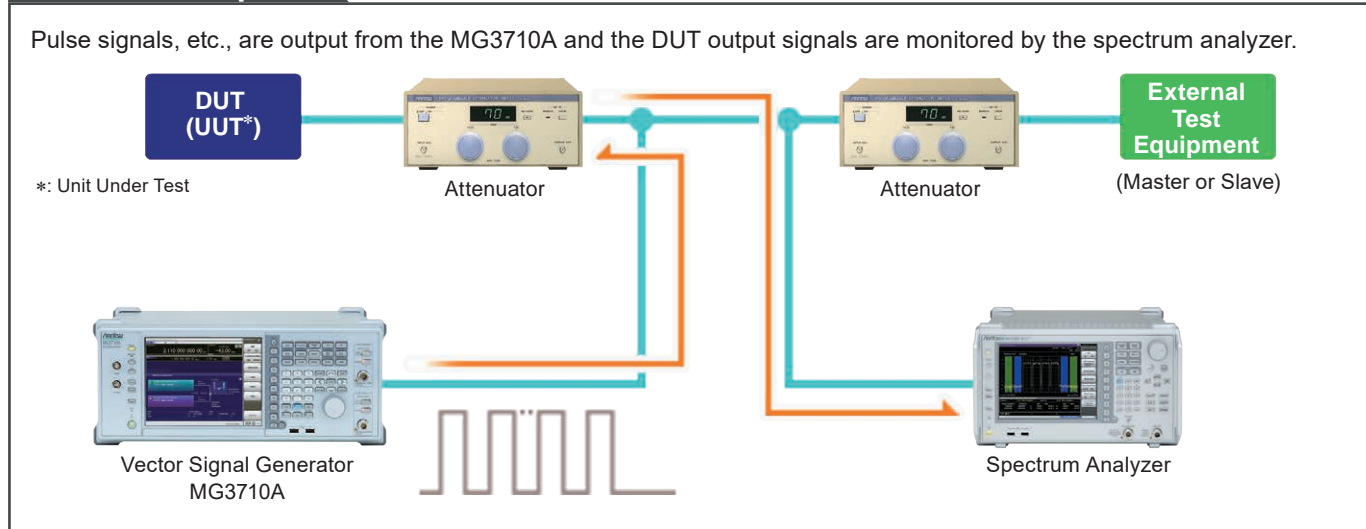 Pulse signals, etc., are output from the MG3710A and the DUT output signals are monitored by the spectrum analyzer.
DUT
(UUT*)
External
Test
Equipment
*: Unit Under Test
Attenuator
Attenuator
(Master or Slave)
Vector Signal Generator
MG3710A
Spectrum Analyzer